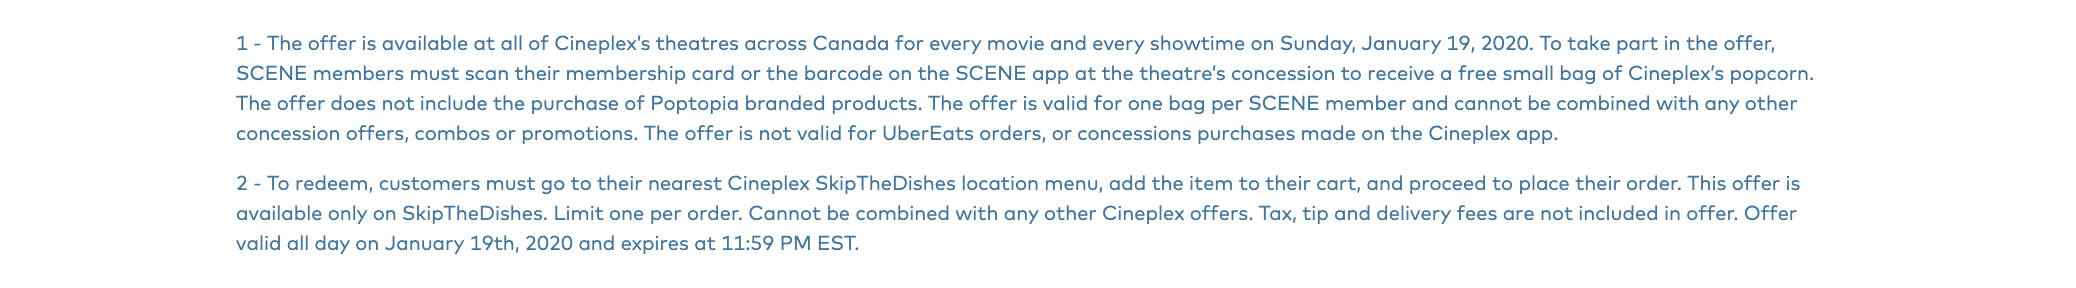 1 - The offer is available at all of Cineplex’s theatres across Canada for every movie and every showtime on Sunday, January 19, 2020. To take part in the offer,
SCENE members must scan their membership card or the barcode on the SCENE app at the theatre’s concession to receive a free small bag of Cineplex’s popcorn.
The offer does not include the purchase of Poptopia branded products. The offer is valid for one bag per SCENE member and cannot be combined with any other
concession offers, combos or promotions. The offer is not valid for UberEats orders, or concessions purchases made on the Cineplex app.
2 - To redeem, customers must go to their nearest Cineplex SkipTheDishes location menu, add the item to their cart, and proceed to place their order. This offer is
available only on SkipTheDishes. Limit one per order. Cannot be combined with any other Cineplex offers. Tax, tip and delivery fees are not included in offer. Offer
valid all day on January 19th, 2020 and expires at 11:59 PM EST.